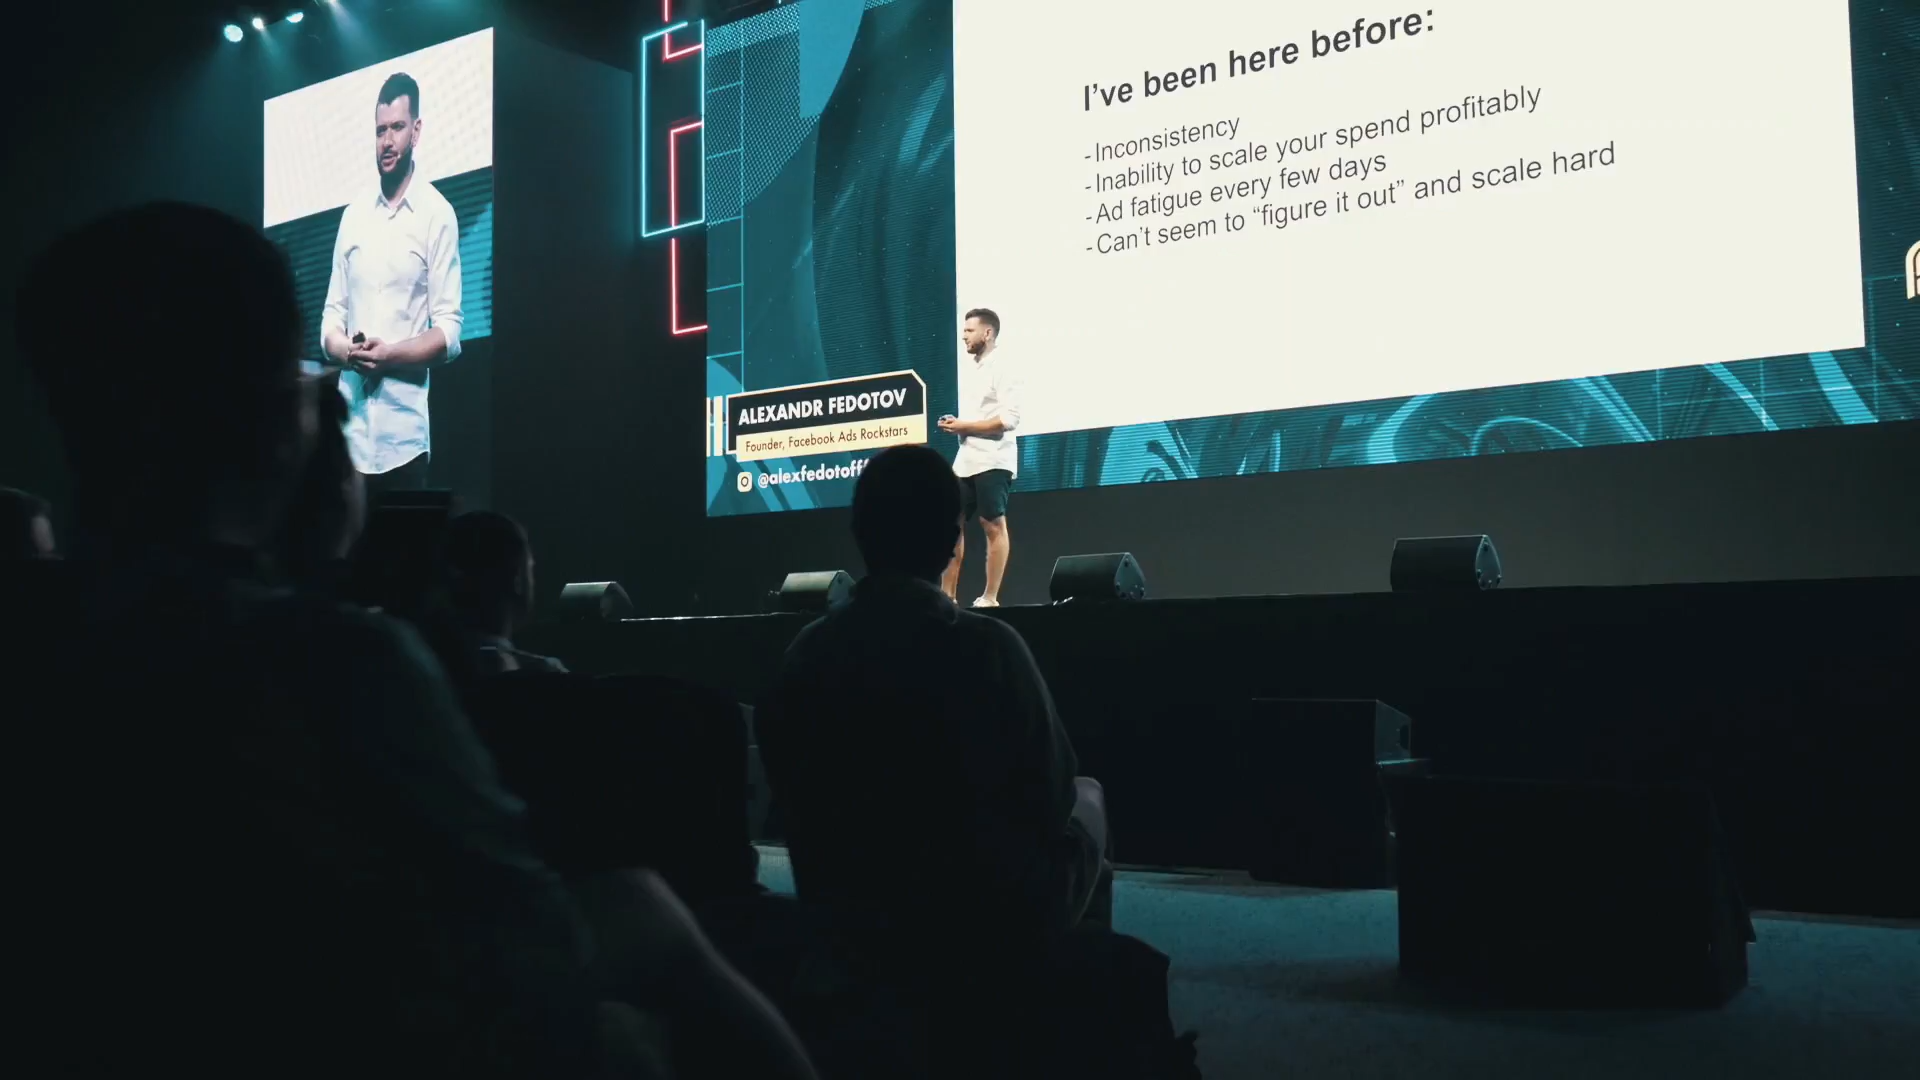 I've been here before:
-Inconsistency
-Inability to scale your spend profitably
-Ad fatigue every few days
-Can't seem to “figure it out” and scale hard
ALEXANDR FEDOTOV
Founder, Facebook Ads Rockstars
@alexfedotoff